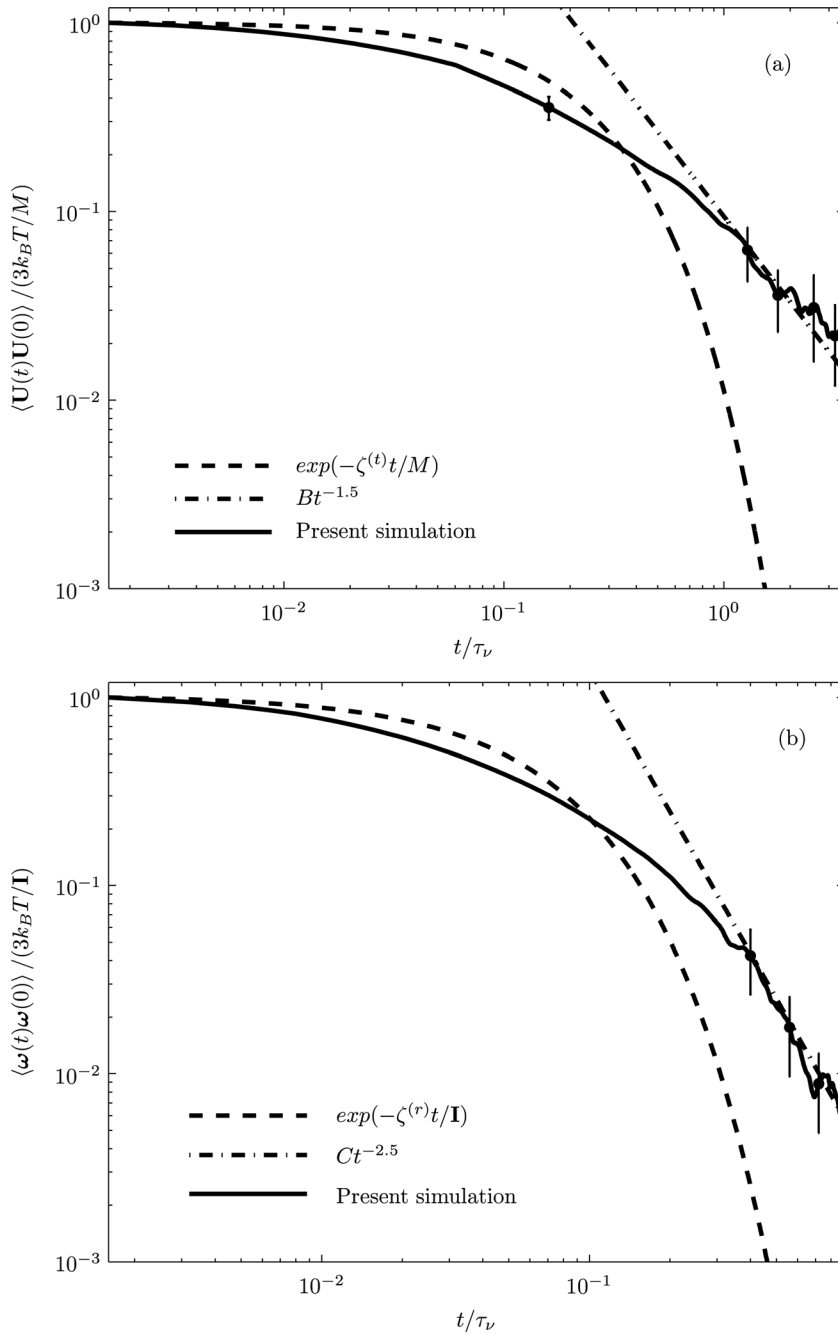 (a)
10^0
10^{-1}
10^{-2}
10^{-3}
⟨U(t)U(0)⟩/(3k_BT/M)
exp(−ζ^{(t)}t/M)
Bt^{−1.5}
Present simulation
10^{-2} 10^{-1} 10^0
t/τ_ν
(b)
10^0
10^{-1}
10^{-2}
10^{-3}
⟨ω(t)ω(0)⟩/(3k_BT/I)
exp(−ζ^{(r)}t/I)
Ct^{−2.5}
Present simulation
10^{-2} 10^{-1}
t/τ_ν